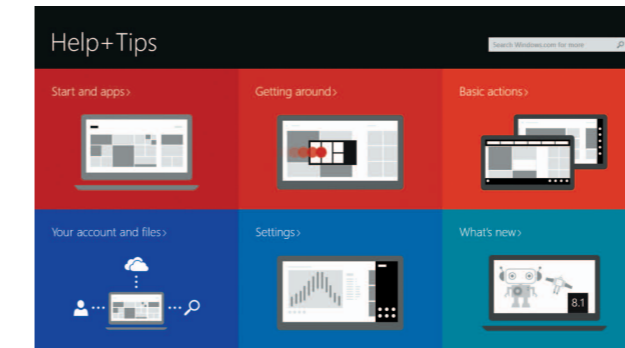 Help+Tips
Search Windows.com for more
Start and apps›
Getting around›
Basic actions›
Your account and files›
Settings›
What's new›
8.1